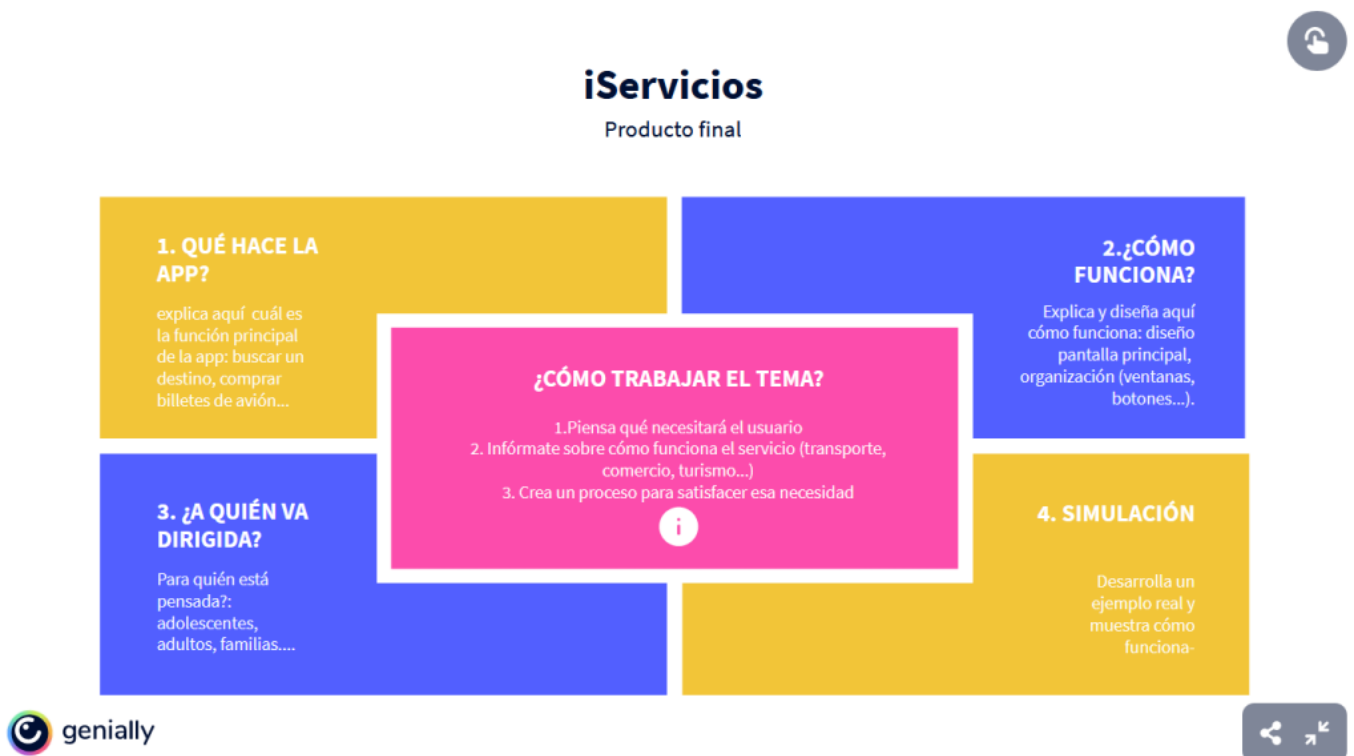 iServicios
Producto final
1. QUÉ HACE LA
APP?
explica aquí cuál es
la función principal
de la app: buscar un
destino, comprar
billetes de avión...
2.¿CÓMO
FUNCIONA?
Explica y diseña aquí
cómo funciona: diseño
pantalla principal,
organización (ventanas,
botones...).
¿CÓMO TRABAJAR EL TEMA?
1.Piensa qué necesitará el usuario
2. Infórmate sobre cómo funciona el servicio (transporte,
comercio, turismo...)
3. Crea un proceso para satisfacer esa necesidad
i
3. ¿A QUIÉN VA
DIRIGIDA?
Para quién está
pensada?:
adolescentes,
adultos, familias....
4. SIMULACIÓN
Desarrolla un
ejemplo real y
muestra cómo
funciona-
genially